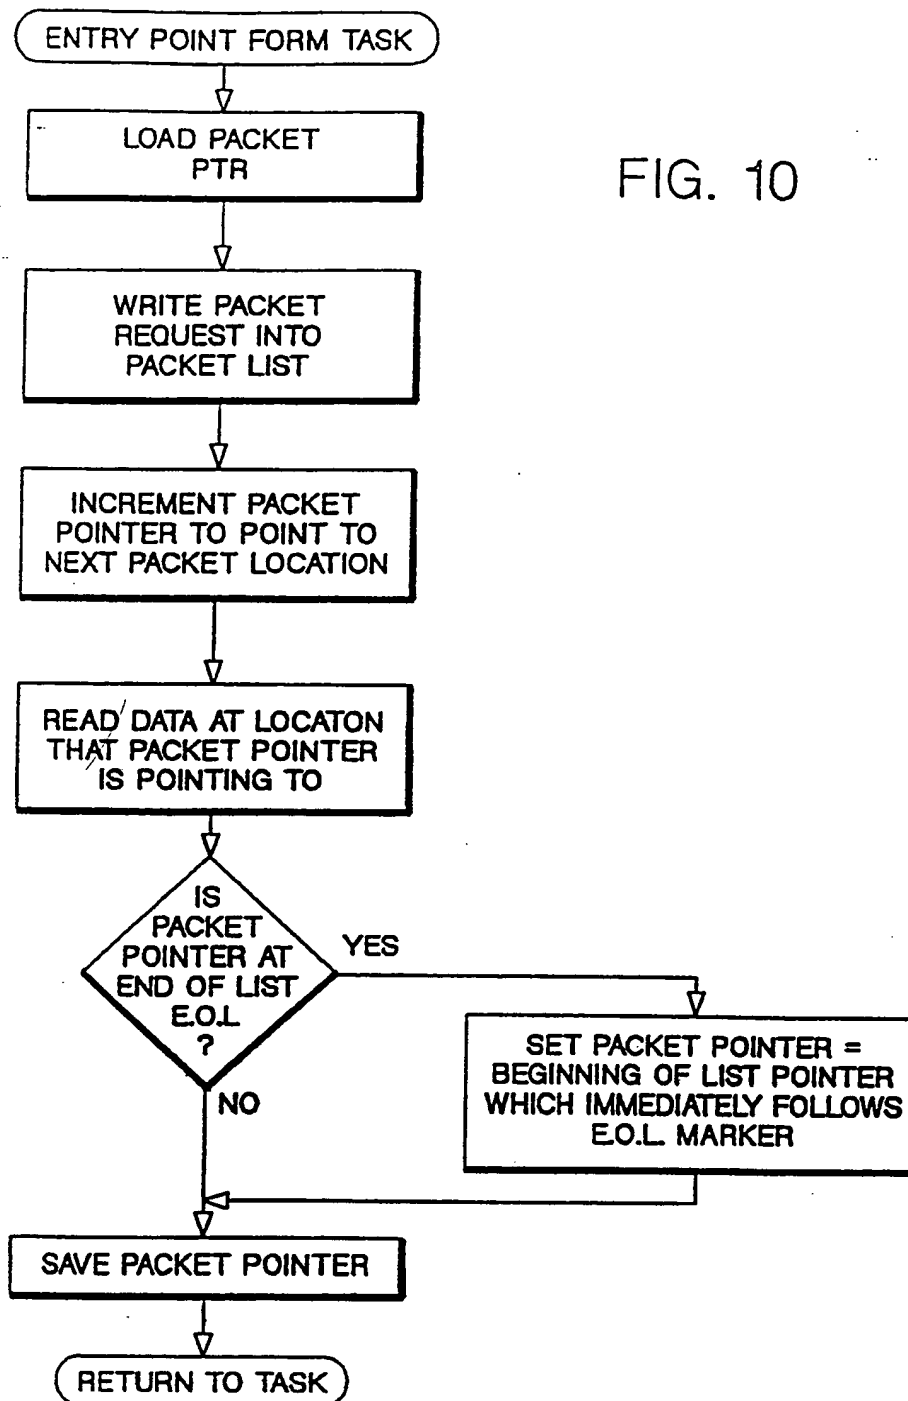 ENTRY POINT FORM TASK
LOAD PACKET
PTR
FIG. 10
WRITE PACKET
REQUEST INTO
PACKET LIST
INCREMENT PACKET
POINTER TO POINT TO
NEXT PACKET LOCATION
READ DATA AT LOCATON
THAT PACKET POINTER
IS POINTING TO
IS
PACKET
POINTER AT
END OF LIST
E.O.L
?
YES
NO
SET PACKET POINTER =
BEGINNING OF LIST POINTER
WHICH IMMEDIATELY FOLLOWS
E.O.L. MARKER
SAVE PACKET POINTER
RETURN TO TASK